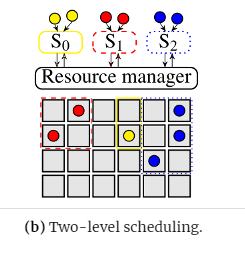 S0 S1 S2
Resource manager
(b) Two-level scheduling.